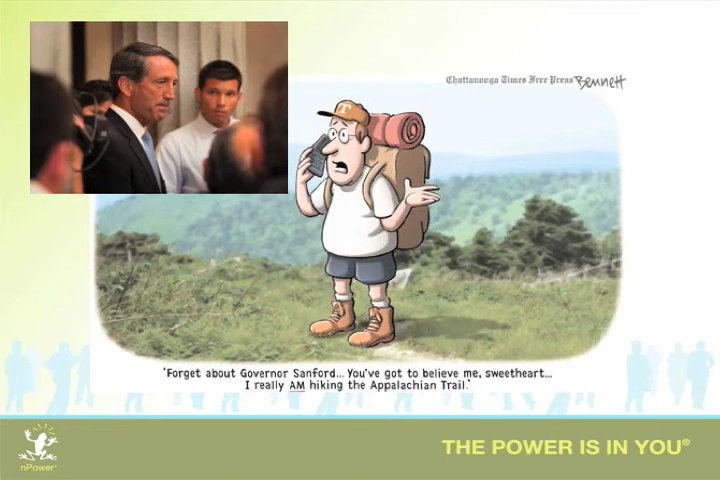 Chattanooga Times Free Press Bennett
"Forget about Governor Sanford... You've got to believe me, sweetheart...
I really AM hiking the Appalachian Trail."
THE POWER IS IN YOU®
nPower™